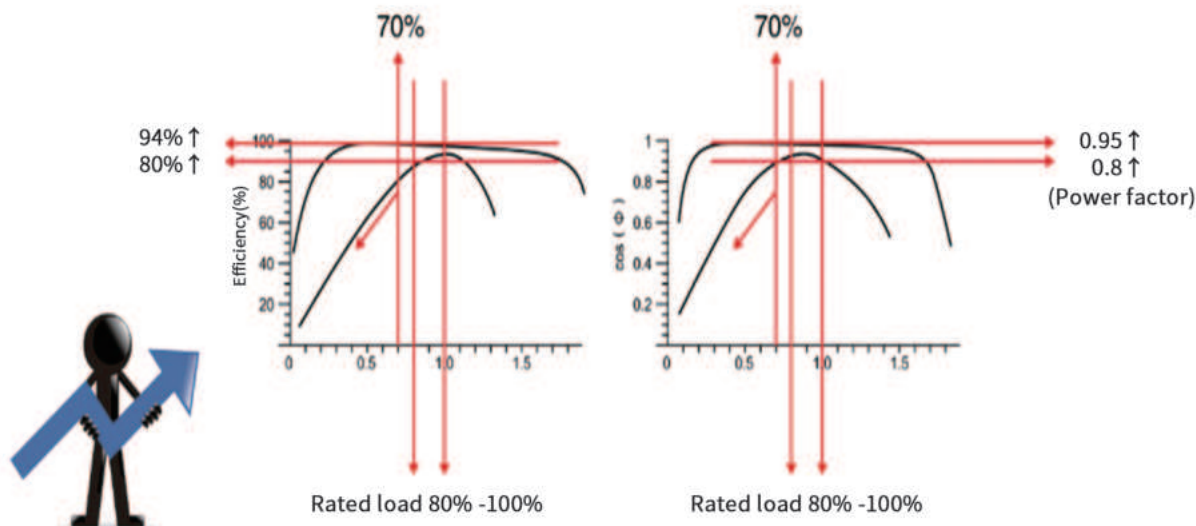 70%
70%
94% ↑
80% ↑
100
80
60
40
20
Efficiency(%)
0 0.5 1.0 1.5
Rated load 80% -100%
1
0.8
0.6
0.4
0.2
cos ( Φ )
0 0.5 1.0 1.5
Rated load 80% -100%
0.95 ↑
0.8 ↑
(Power factor)